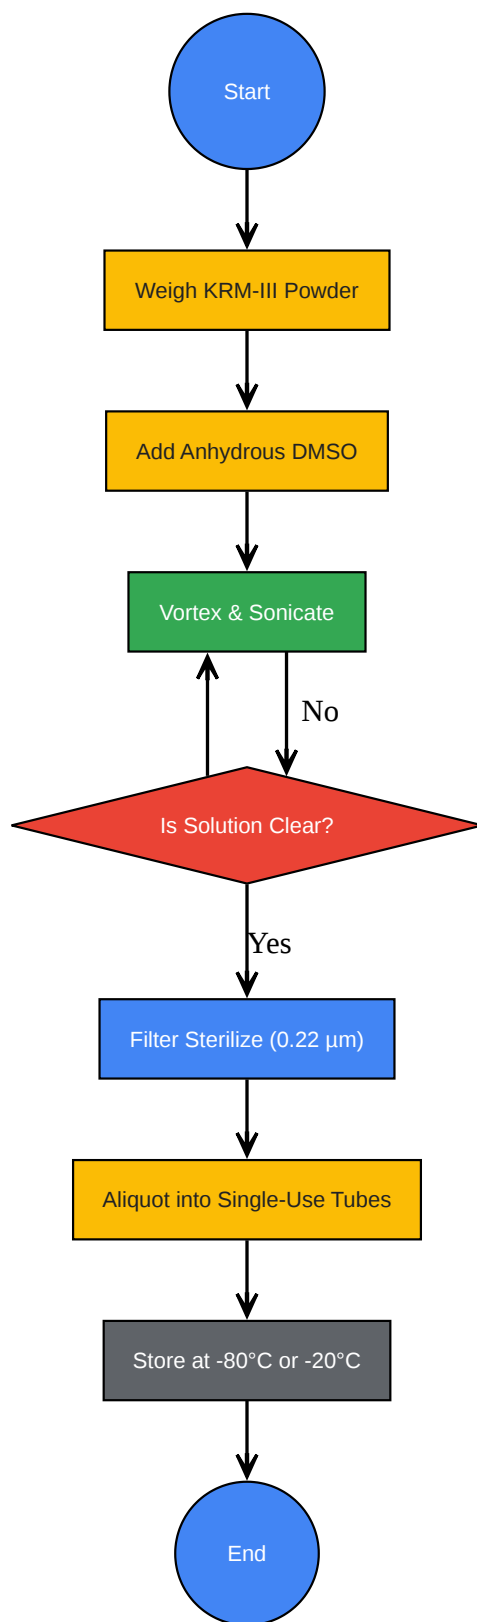 Start
Weigh KRM-III Powder
Add Anhydrous DMSO
Vortex & Sonicate
No
Is Solution Clear?
Yes
Filter Sterilize (0.22 µm)
Aliquot into Single-Use Tubes
Store at -80°C or -20°C
End